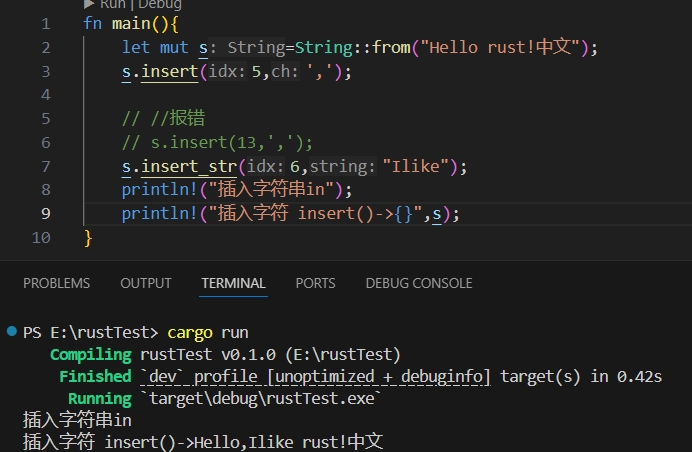 ▶ Run | Debug
1 fn main(){
2 let mut s: String=String::from("Hello rust!中文");
3 s.insert(idx: 5,ch: ',');
4
5 // //报错
6 // s.insert(13,',');
7 s.insert_str(idx: 6,string: "Ilike");
8 println!("插入字符串in");
9 println!("插入字符 insert()->{}",s);
10 }
PROBLEMS OUTPUT TERMINAL PORTS DEBUG CONSOLE
PS E:\rustTest> cargo run
Compiling rustTest v0.1.0 (E:\rustTest)
Finished `dev` profile [unoptimized + debuginfo] target(s) in 0.42s
Running `target\debug\rustTest.exe`
插入字符串in
插入字符 insert()->Hello,Ilike rust!中文